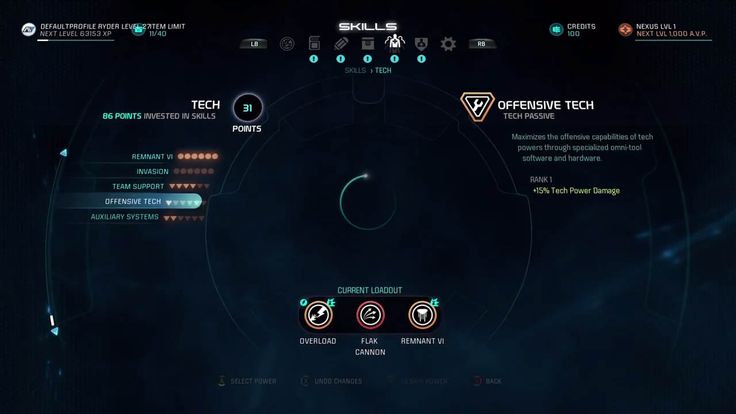 SKILLS
DEFAULTPROFILE RYDER LEVEL 27ITEM LIMIT
NEXT LEVEL 63153 XP
11/40
CREDITS
100
NEXUS LVL 1
NEXT LVL 1,000 A.V.P.
LB
RB
SKILLS › TECH
TECH
86 POINTS INVESTED IN SKILLS
31
POINTS
REMNANT VI
INVASION
TEAM SUPPORT
OFFENSIVE TECH
AUXILIARY SYSTEMS
OFFENSIVE TECH
TECH PASSIVE
Maximizes the offensive capabilities of tech
powers through specialized omni-tool
software and hardware.
RANK 1
+15% Tech Power Damage
CURRENT LOADOUT
OVERLOAD
FLAK
CANNON
REMNANT VI
SELECT POWER
UNDO CHANGES
POWER
BACK